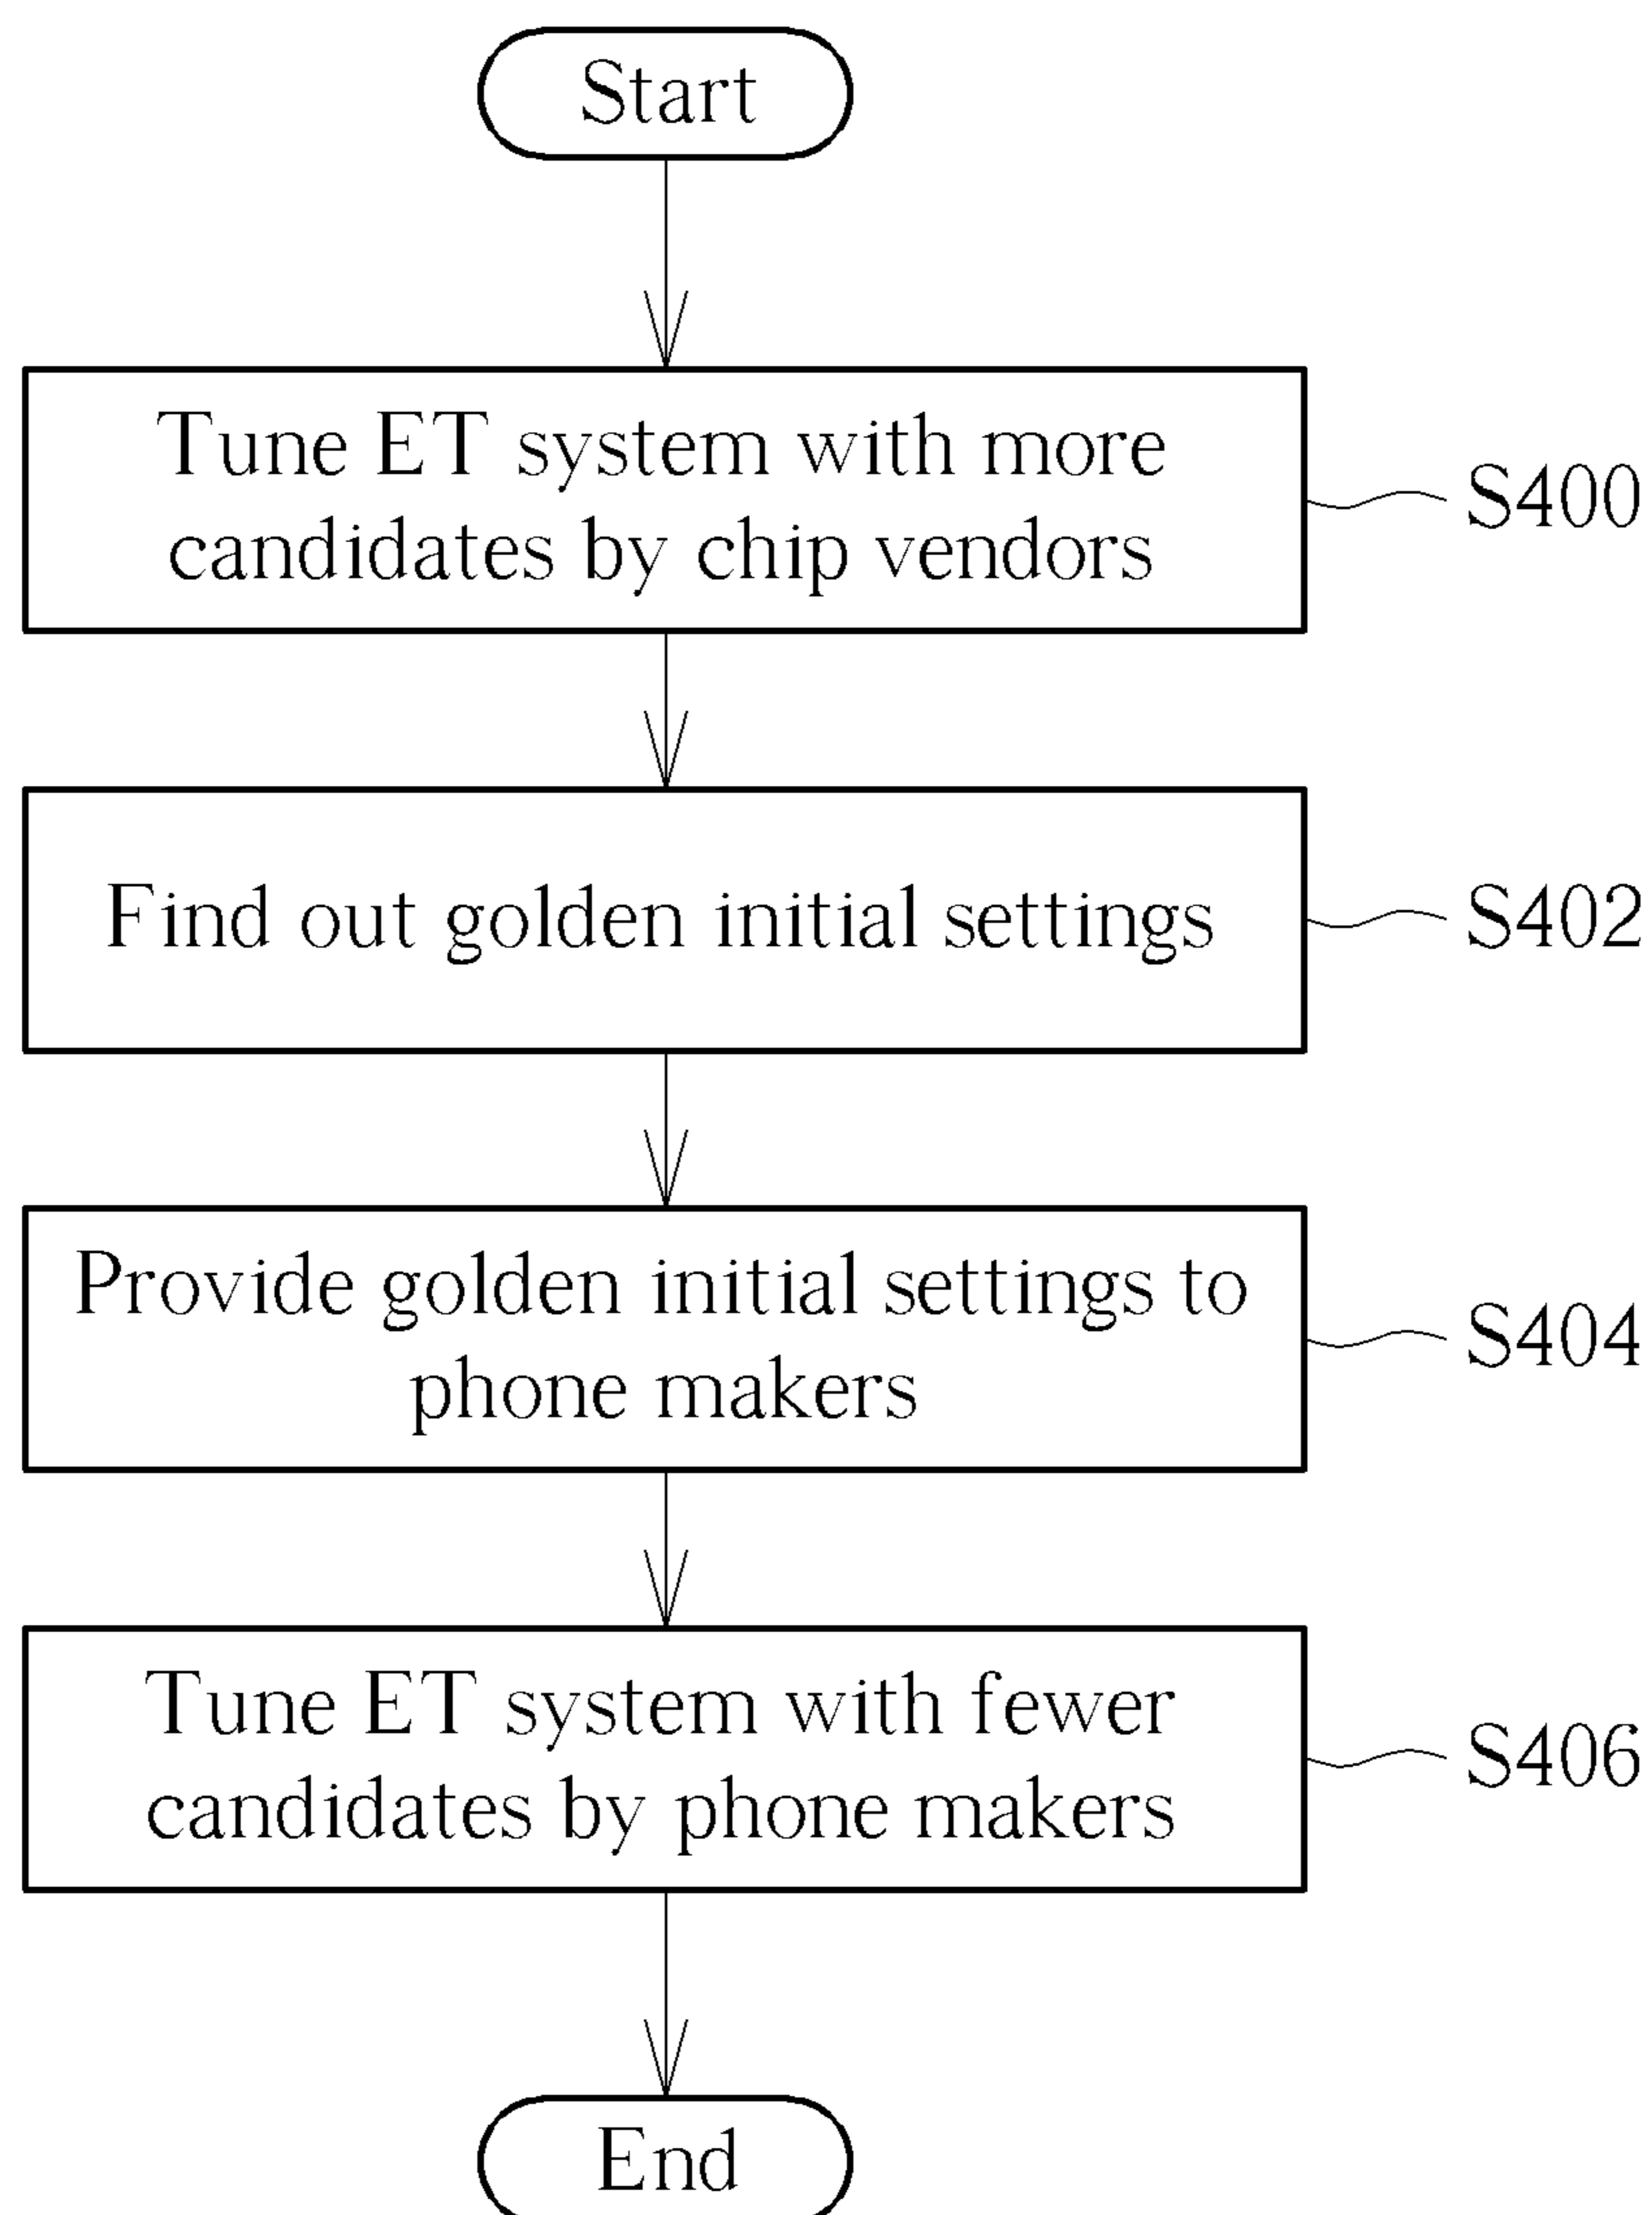 Start
Tune ET system with more
candidates by chip vendors
S400
Find out golden initial settings
S402
Provide golden initial settings to
phone makers
S404
Tune ET system with fewer
candidates by phone makers
S406
End